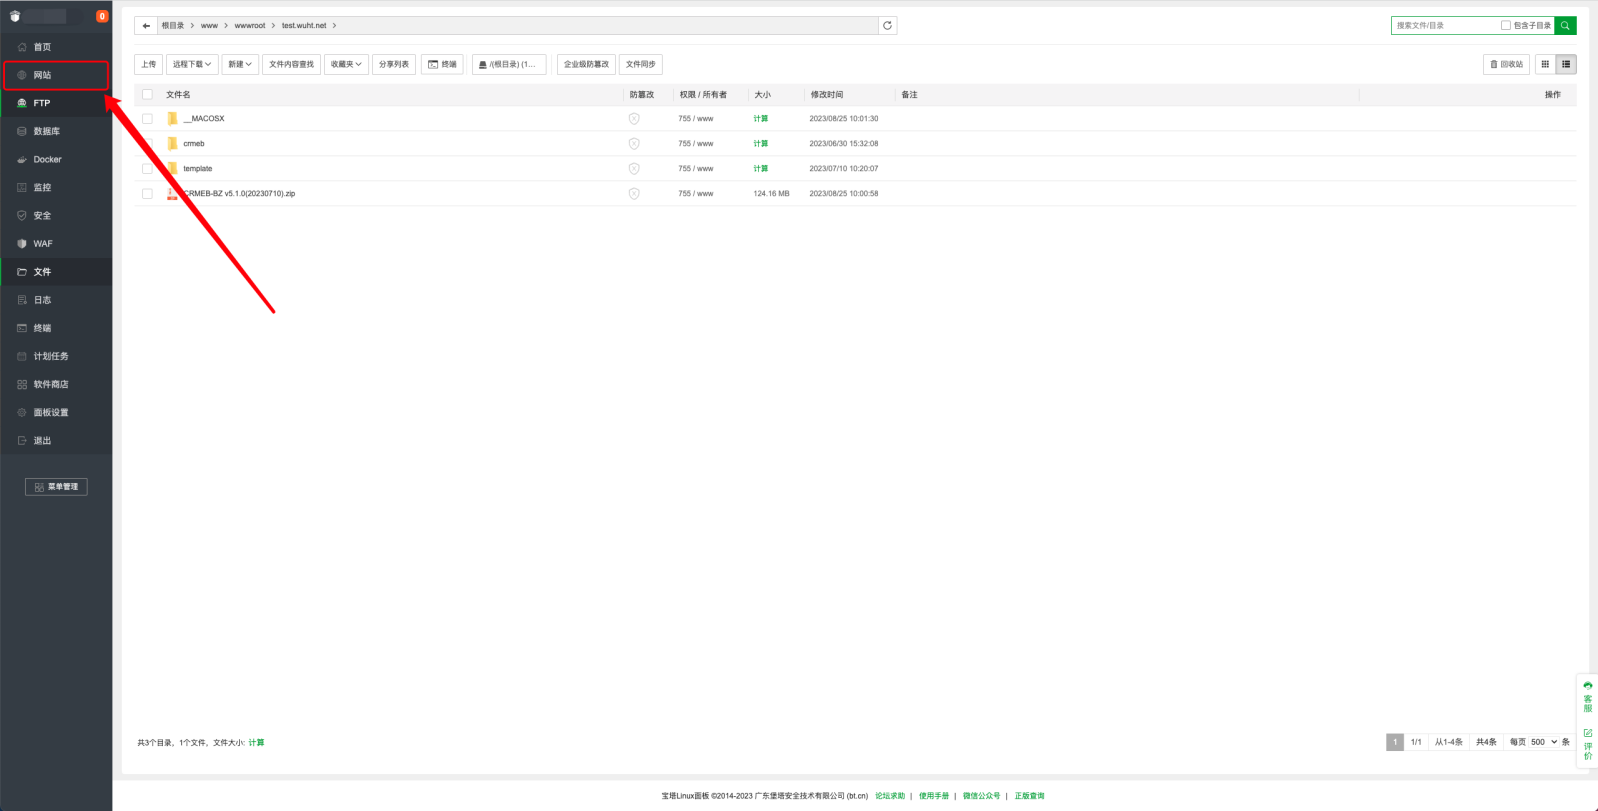 0
首页
网站
FTP
数据库
Docker
监控
安全
WAF
文件
日志
终端
计划任务
软件商店
面板设置
退出
菜单管理
根目录 > www > wwwroot > test.wuht.net >
搜索文件/目录 包含子目录
上传 远程下载 新建 文件内容查找 收藏夹 分享列表 终端 /(根目录) (1... 企业级防篡改 文件同步 回收站
文件名 防篡改 权限 / 所有者 大小 修改时间 备注 操作
__MACOSX 755 / www 计算 2023/08/25 10:01:30
crmeb 755 / www 计算 2023/06/30 15:32:08
template 755 / www 计算 2023/07/10 10:20:07
CRMEB-BZ v5.1.0(20230710).zip 755 / www 124.16 MB 2023/08/25 10:00:58
客服
评价
共3个目录，1个文件，文件大小: 计算 1 1/1 从1-4条 共4条 每页 500 条
宝塔Linux面板 ©2014-2023 广东堡塔安全技术有限公司 (bt.cn) 论坛求助 | 使用手册 | 微信公众号 | 正版查询